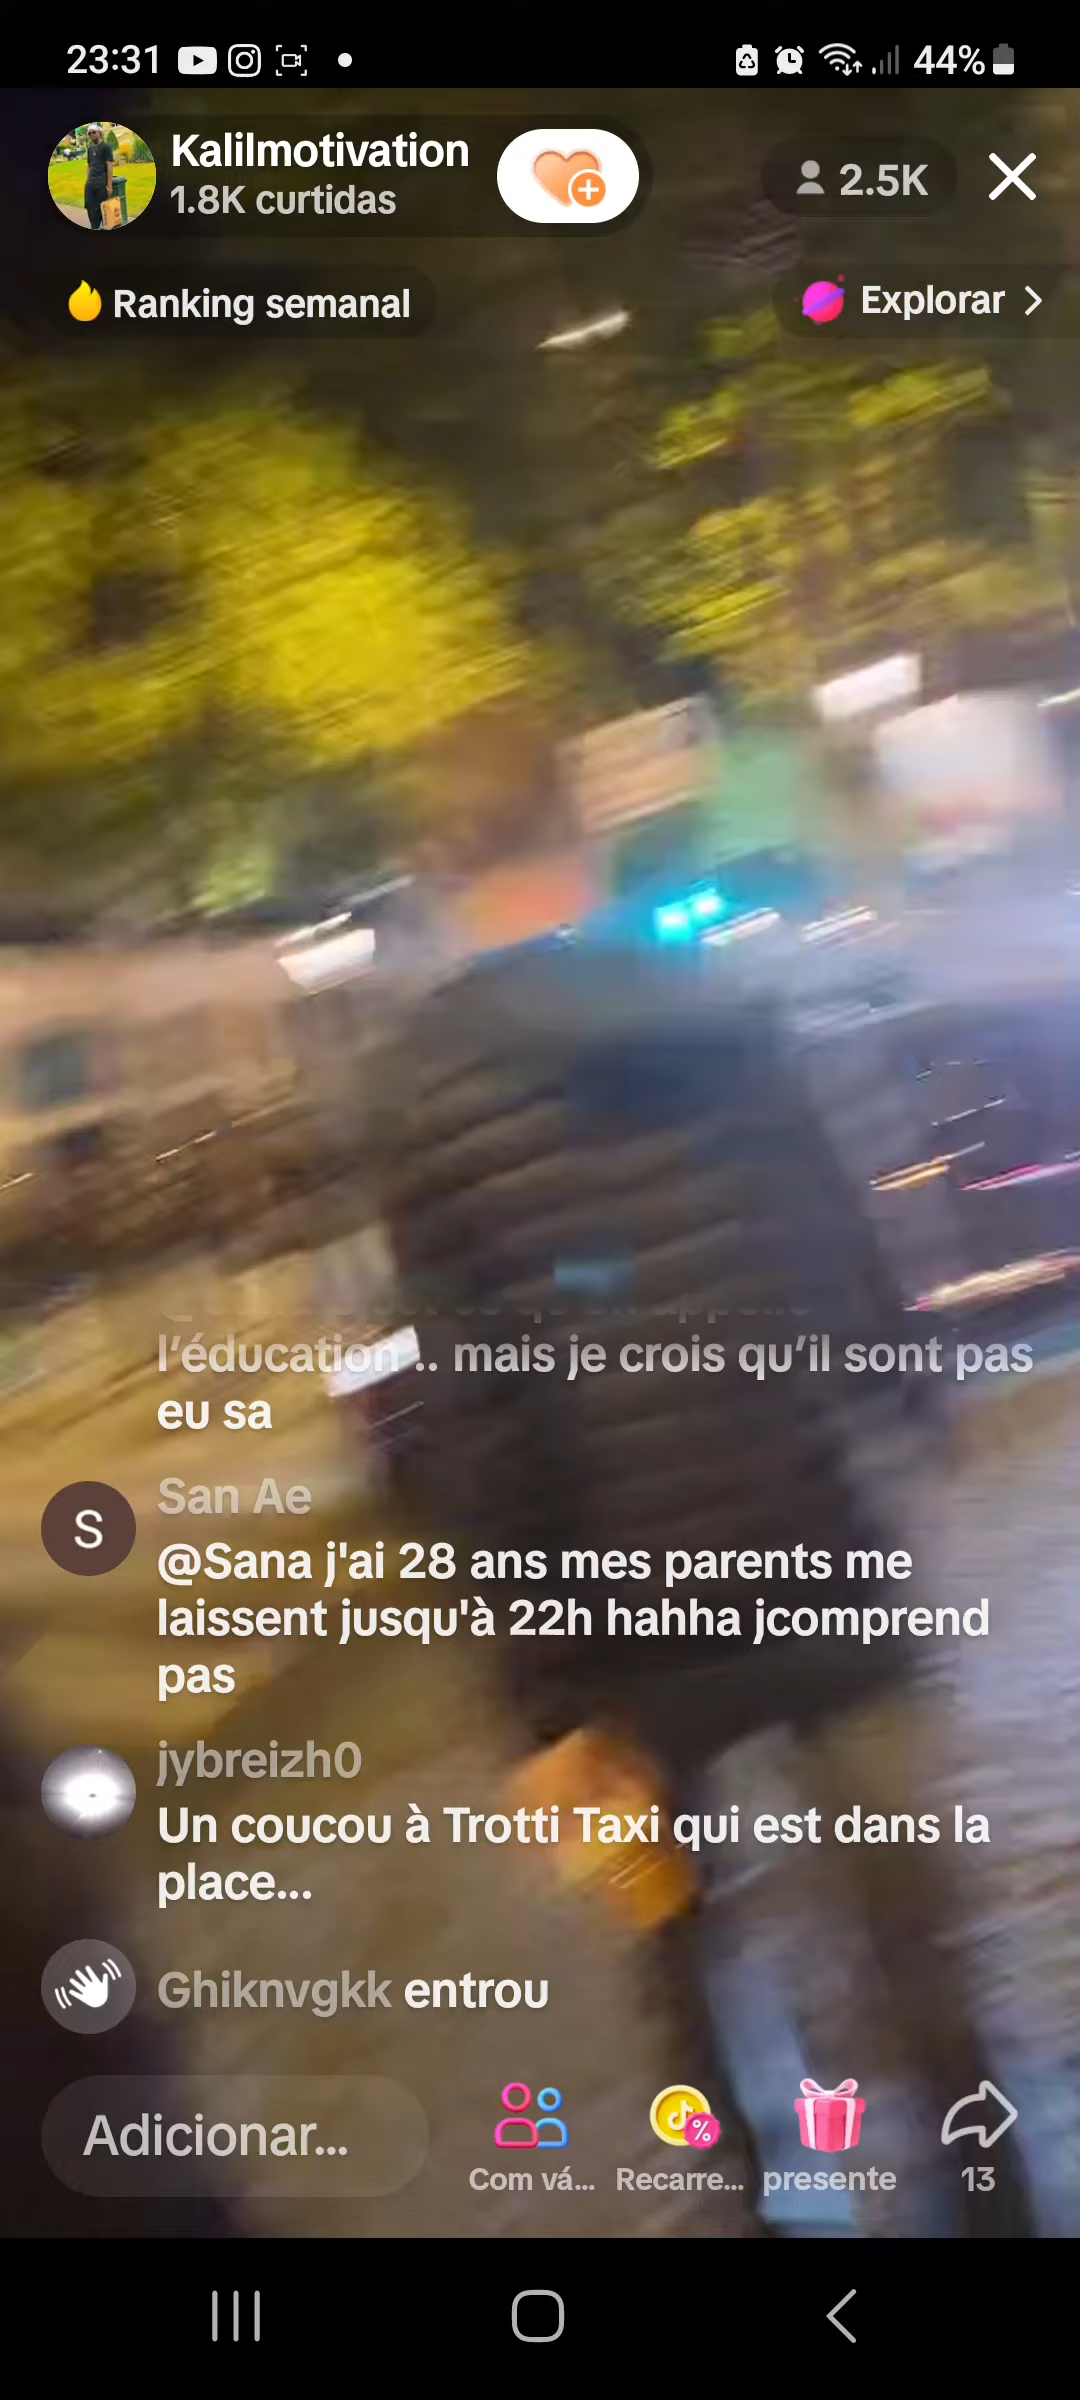 23:31
44%
Kalilmotivation
1.8K curtidas
2.5K
Ranking semanal
Explorar
l’éducation .. mais je crois qu’il sont pas
eu sa
San Ae
S
@Sana j'ai 28 ans mes parents me
laissent jusqu'à 22h hahha jcomprend
pas
jybreizh0
Un coucou à Trotti Taxi qui est dans la
place...
Ghiknvgkk entrou
Adicionar...
Com vá...
Recarre...
presente
13